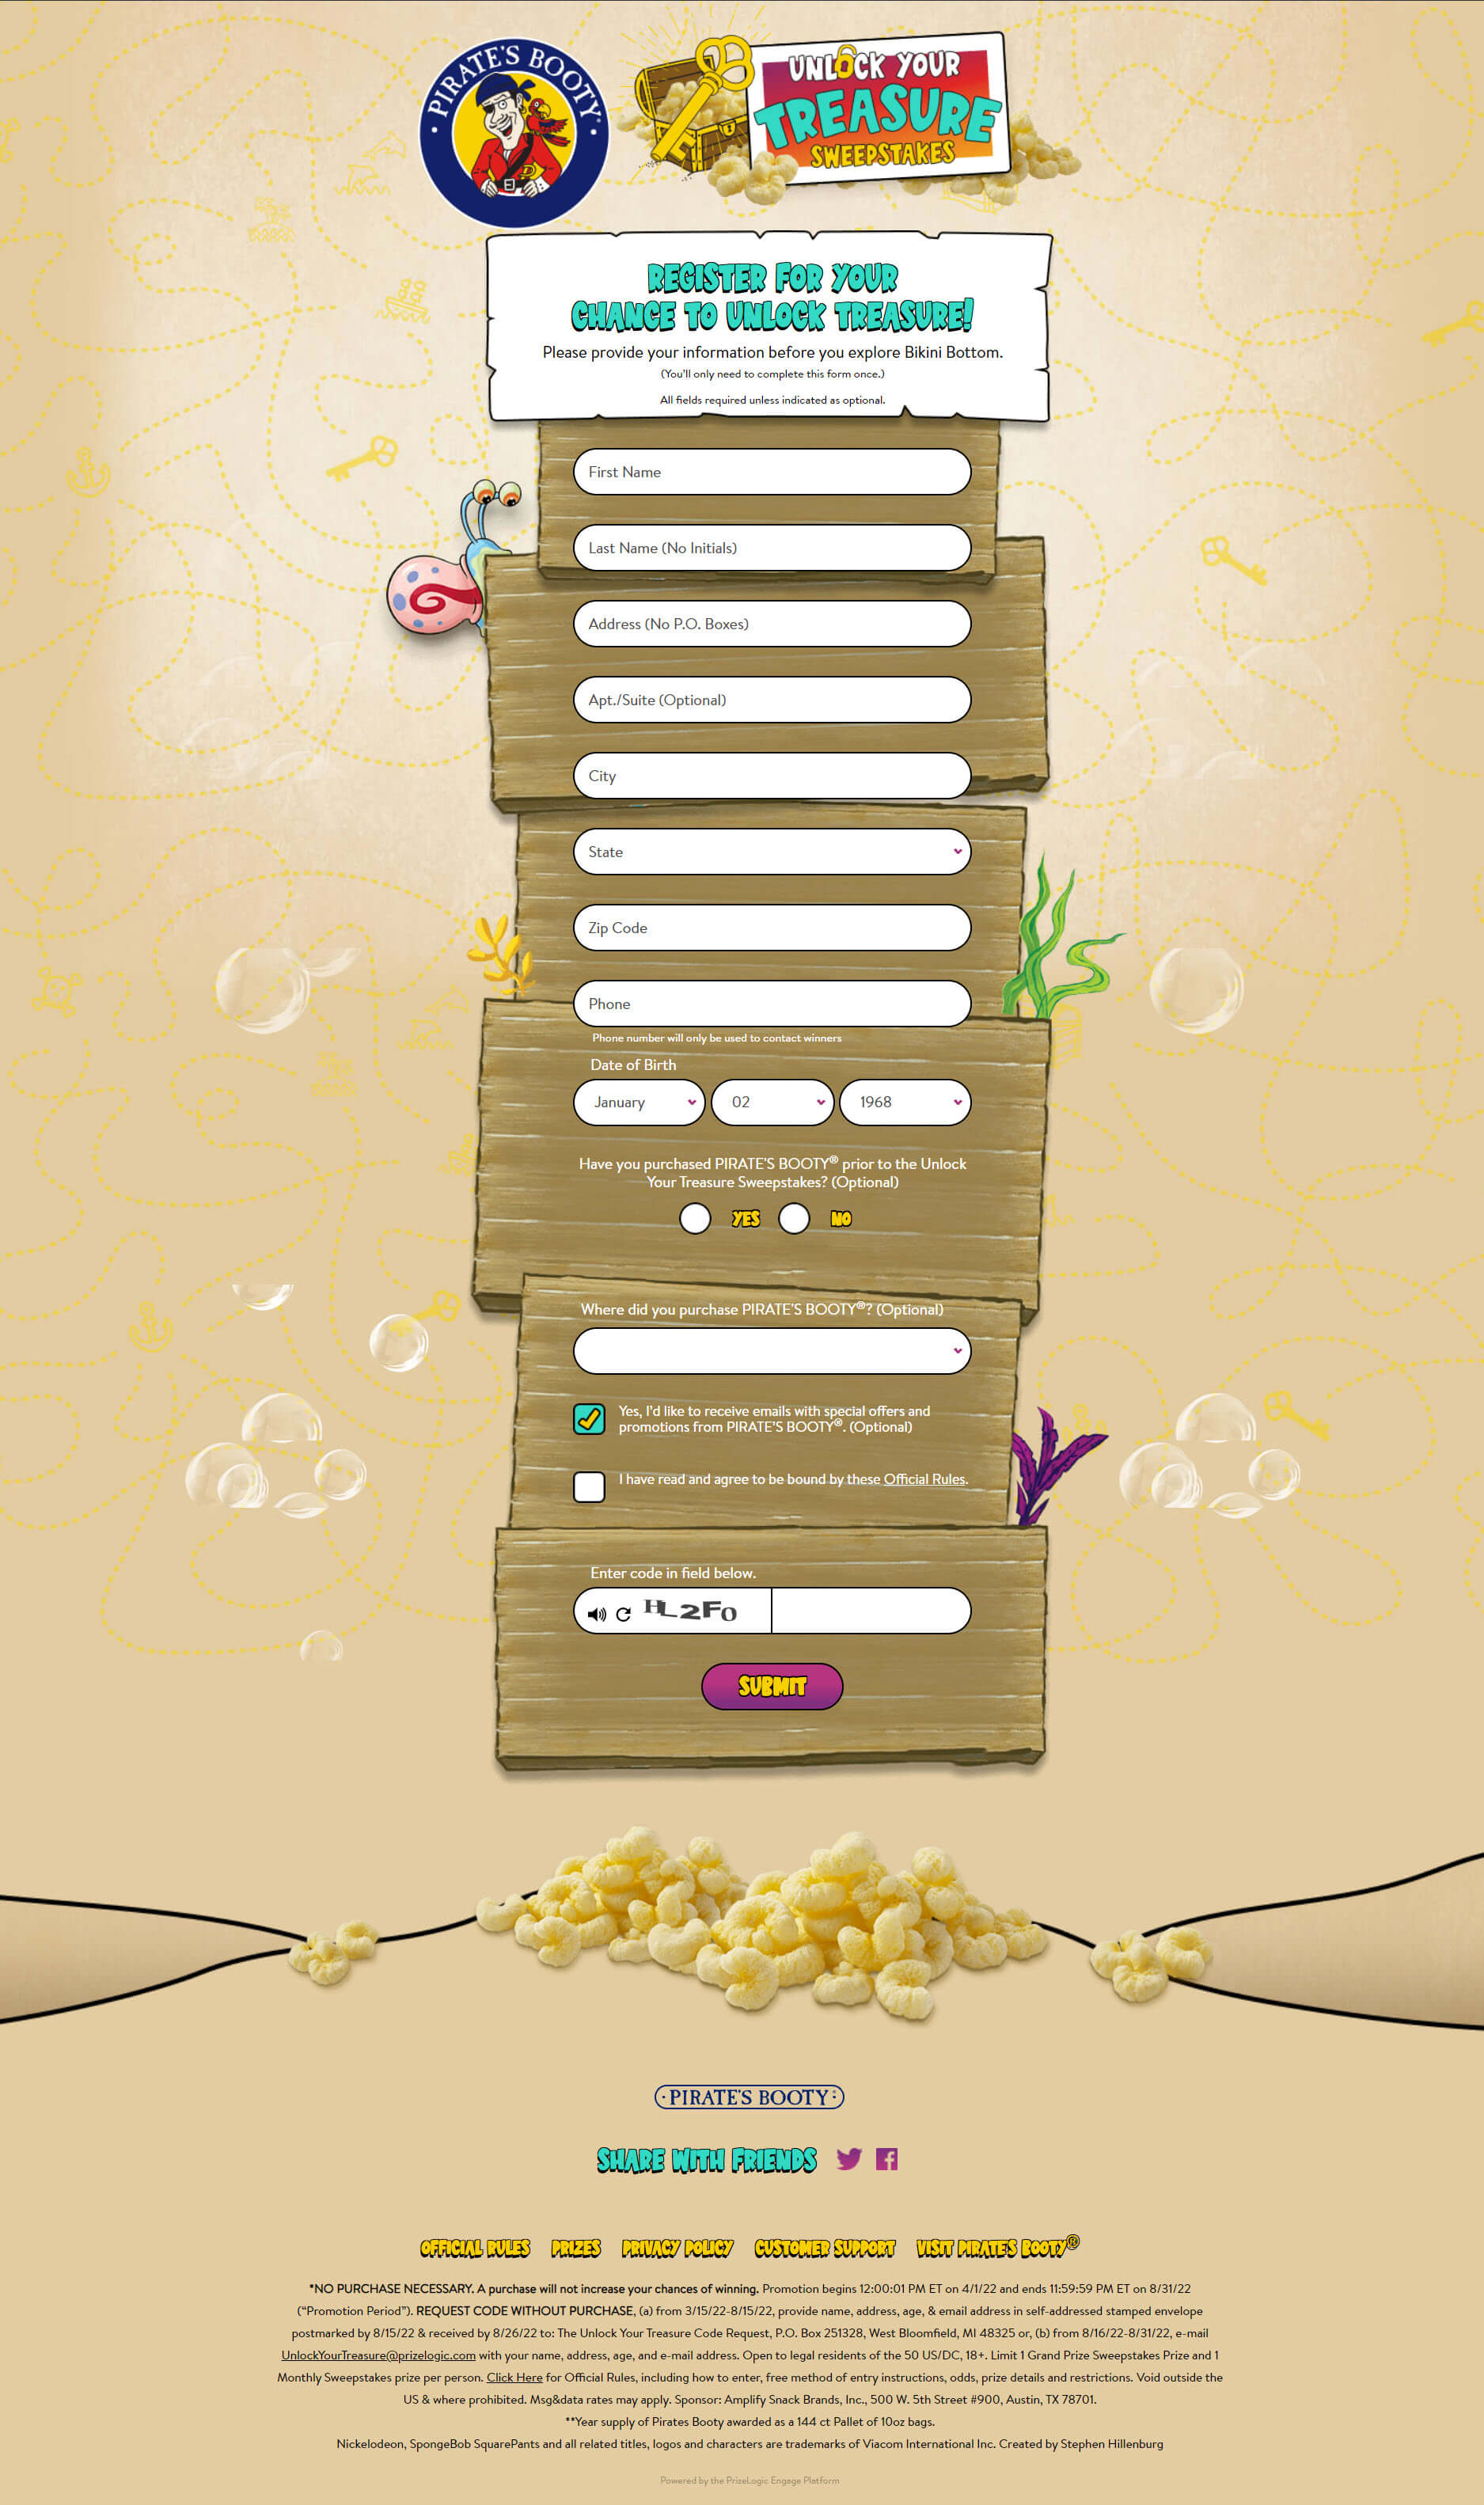 PIRATE'S BOOTY
UNLOCK YOUR
TREASURE
SWEEPSTAKES
REGISTER FOR YOUR
CHANCE TO UNLOCK TREASURE!
Please provide your information before you explore Bikini Bottom.
(You'll only need to complete this form once.)
All fields required unless indicated as optional.
First Name
Last Name (No Initials)
Address (No P.O. Boxes)
Apt./Suite (Optional)
City
State
Zip Code
Phone
Phone number will only be used to contact winners
Date of Birth
January 02 1968
Have you purchased PIRATE'S BOOTY® prior to the Unlock
Your Treasure Sweepstakes? (Optional)
YES NO
Where did you purchase PIRATE'S BOOTY®? (Optional)
Yes, I'd like to receive emails with special offers and
promotions from PIRATE'S BOOTY®. (Optional)
I have read and agree to be bound by these Official Rules.
Enter code in field below.
HL2F0
SUBMIT
· PIRATE'S BOOTY ·
SHARE WITH FRIENDS
OFFICIAL RULES PRIZES PRIVACY POLICY CUSTOMER SUPPORT VISIT PIRATE'S BOOTY®
*NO PURCHASE NECESSARY. A purchase will not increase your chances of winning. Promotion begins 12:00:01 PM ET on 4/1/22 and ends 11:59:59 PM ET on 8/31/22
("Promotion Period"). REQUEST CODE WITHOUT PURCHASE, (a) from 3/15/22-8/15/22, provide name, address, age, & email address in self-addressed stamped envelope
postmarked by 8/15/22 & received by 8/26/22 to: The Unlock Your Treasure Code Request, P.O. Box 251328, West Bloomfield, MI 48325 or, (b) from 8/16/22-8/31/22, e-mail
UnlockYourTreasure@prizelogic.com with your name, address, age, and e-mail address. Open to legal residents of the 50 US/DC, 18+. Limit 1 Grand Prize Sweepstakes Prize and 1
Monthly Sweepstakes prize per person. Click Here for Official Rules, including how to enter, free method of entry instructions, odds, prize details and restrictions. Void outside the
US & where prohibited. Msg&data rates may apply. Sponsor: Amplify Snack Brands, Inc., 500 W. 5th Street #900, Austin, TX 78701.
**Year supply of Pirates Booty awarded as a 144 ct Pallet of 10oz bags.
Nickelodeon, SpongeBob SquarePants and all related titles, logos and characters are trademarks of Viacom International Inc. Created by Stephen Hillenburg
Powered by the PrizeLogic Engage Platform